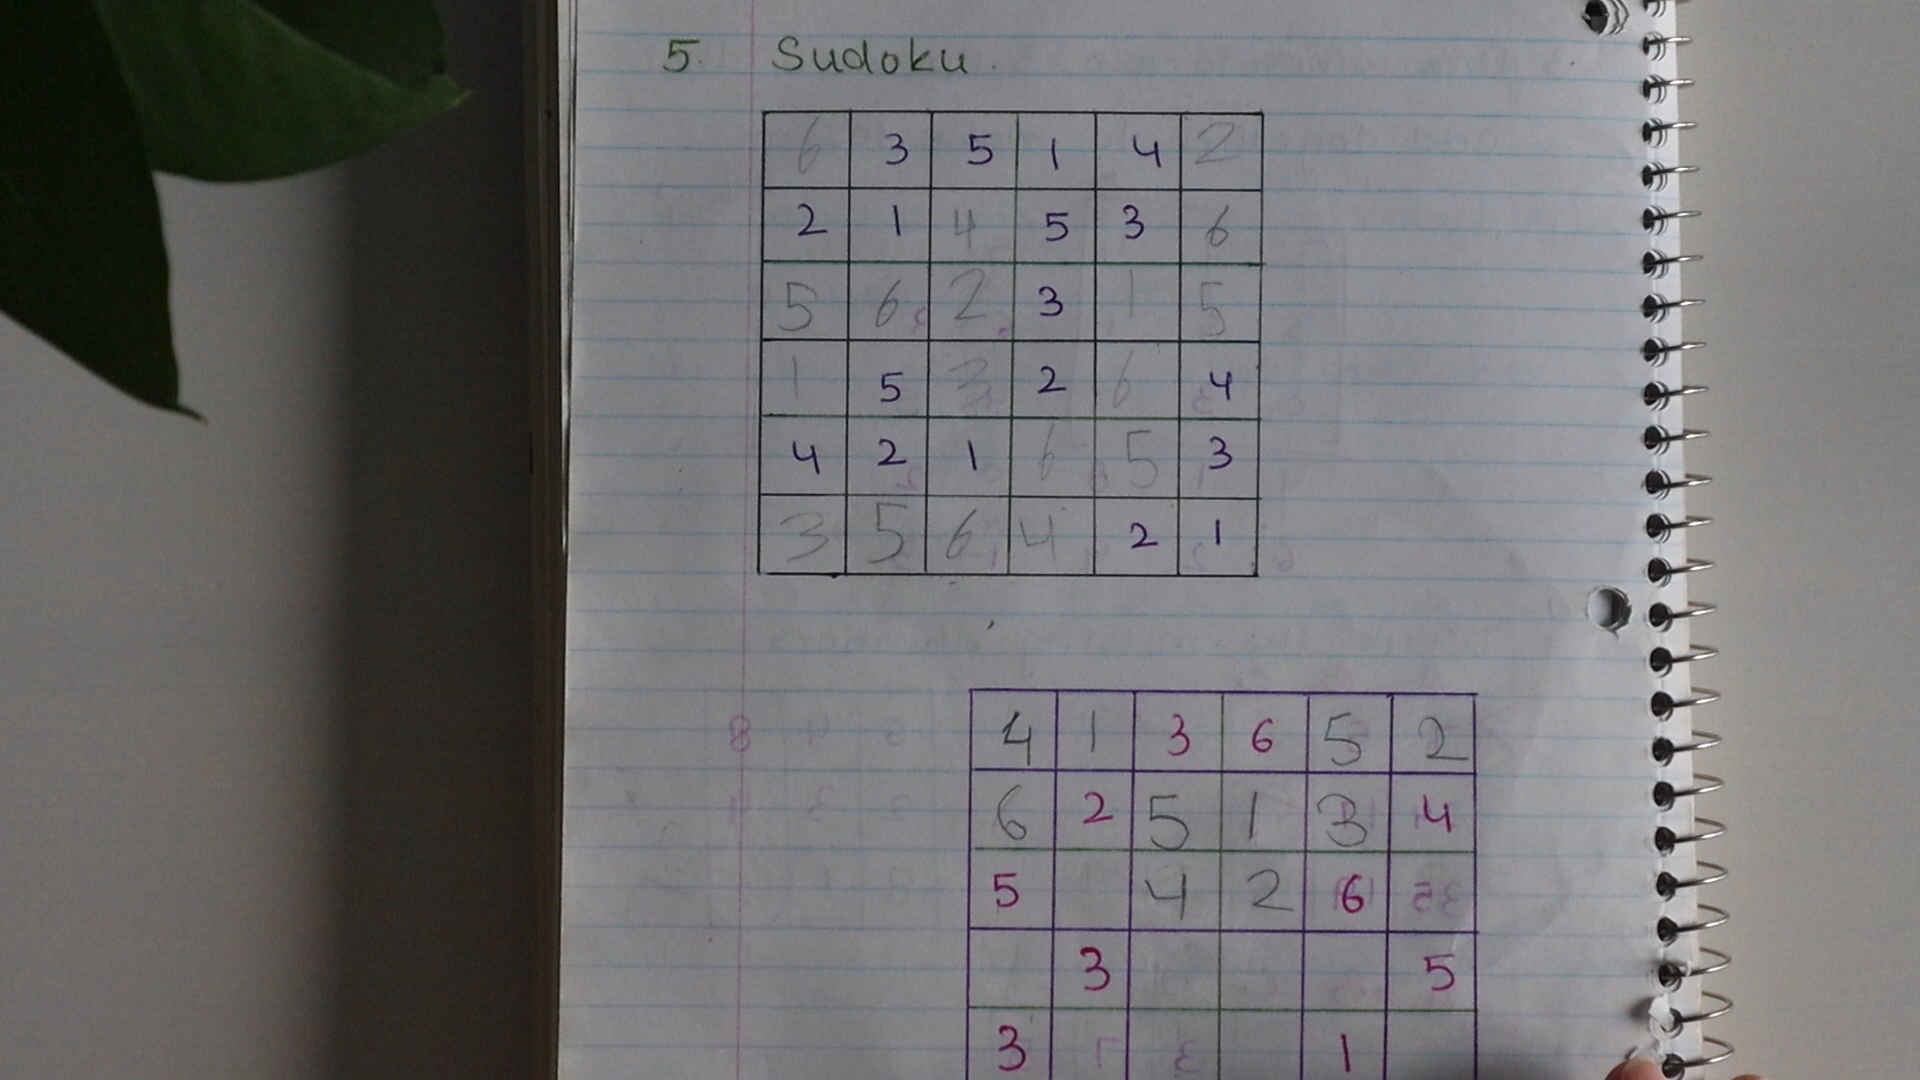 5. Sudoku.
6 3 5 1 4 2
2 1 4 5 3 6
5 6 2 3 1 5
1 5 3 2 6 4
4 2 1 6 5 3
3 5 6 4 2 1
4 1 3 6 5 2
6 2 5 1 3 4
5 4 2 6
3 5
3 1